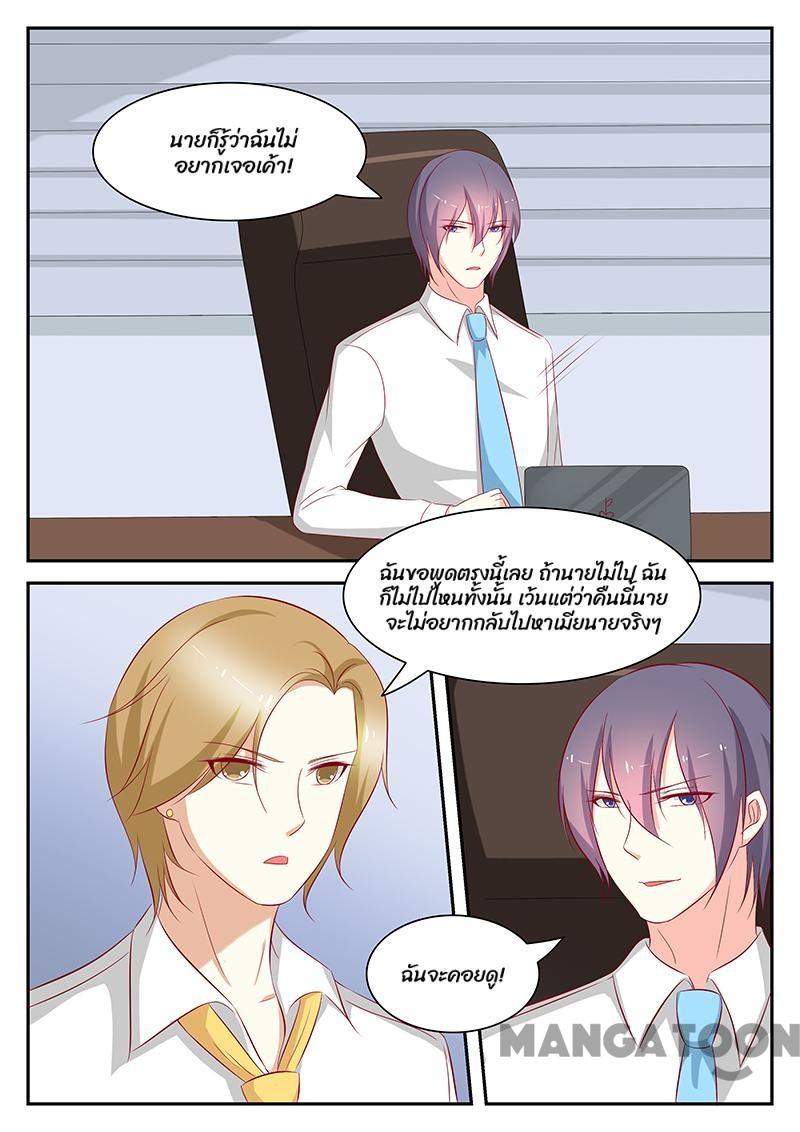 นายก็รู้ว่าฉันไม่
อยากเจอเค้า!
ฉันขอพูดตรงนี้เลย ถ้านายไม่ไป ฉัน
ก็ไม่ไปไหนทั้งนั้น เว้นแต่ว่าคืนนี้นาย
จะไม่อยากกลับไปหาเมียนายจริงๆ
ฉันจะคอยดู!
MANGATOON